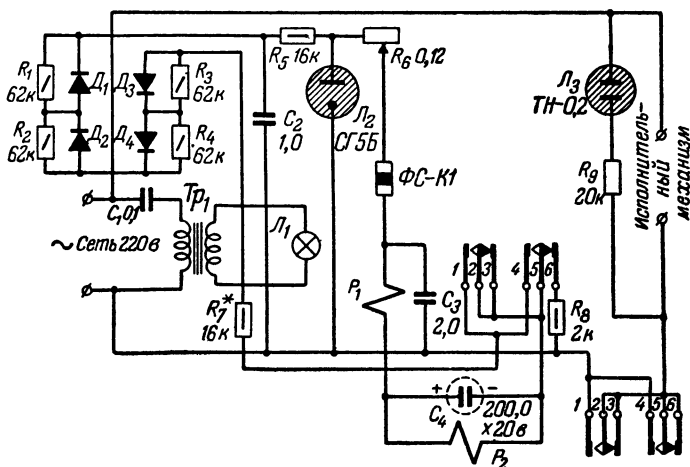 R1
62к
Д1
Д3
R3
62к
R2
62к
Д2
Д4
R4
62к
R5 16к
R6 0,12
C2
1,0
Л2
СГ5Б
Л3
ТН-0,2
ФС-К1
R9
20к
Исполнитель-
ный
механизм
C1 0,1
Тр1
~ Сеть 220в
Л1
R7*
16к
P1
C3
2,0
1 2 3 4 5 6
R8
2к
+ -
C4
200,0
×20в
P2
1 2 3 4 5 6